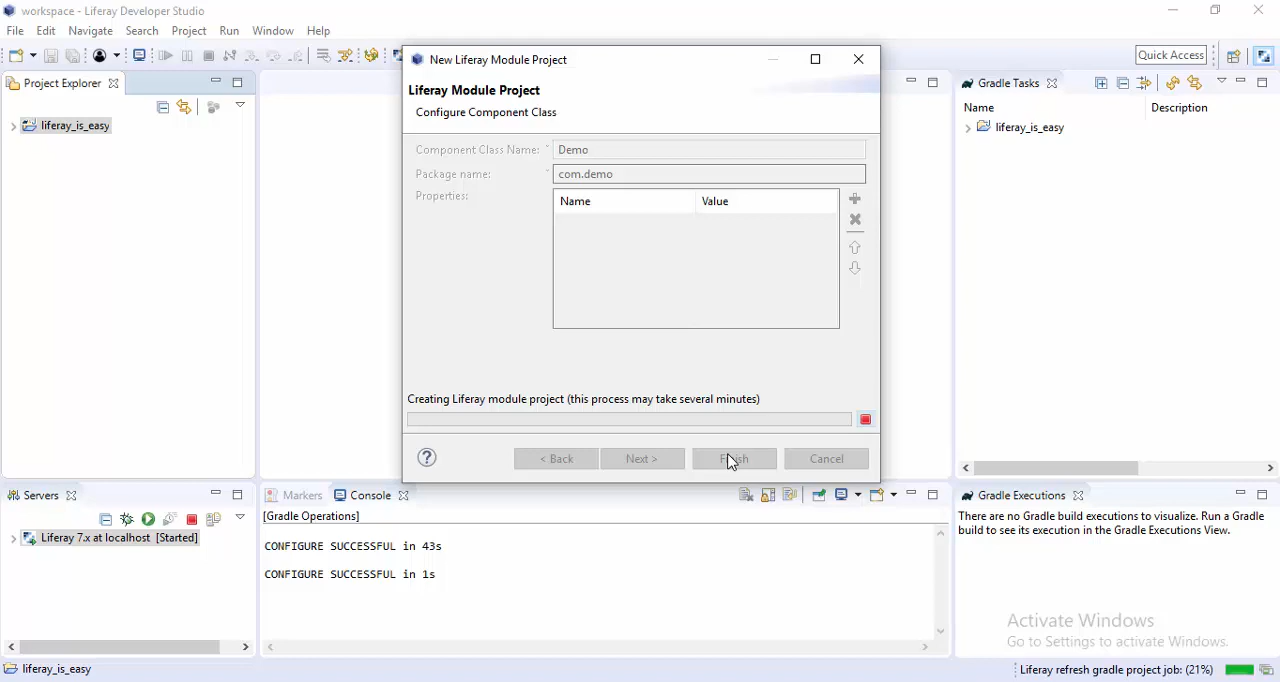 workspace - Liferay Developer Studio
File Edit Navigate Search Project Run Window Help
Quick Access
Project Explorer
liferay_is_easy
New Liferay Module Project
Liferay Module Project
Configure Component Class
Component Class Name: * Demo
Package name: * com.demo
Properties:
Name Value
Creating Liferay module project (this process may take several minutes)
< Back Next > Finish Cancel
Gradle Tasks
Name Description
liferay_is_easy
Servers
Liferay 7.x at localhost [Started]
Markers Console
[Gradle Operations]
CONFIGURE SUCCESSFUL in 43s
CONFIGURE SUCCESSFUL in 1s
Gradle Executions
There are no Gradle build executions to visualize. Run a Gradle
build to see its execution in the Gradle Executions View.
Activate Windows
Go to Settings to activate Windows.
liferay_is_easy
Liferay refresh gradle project job: (21%)